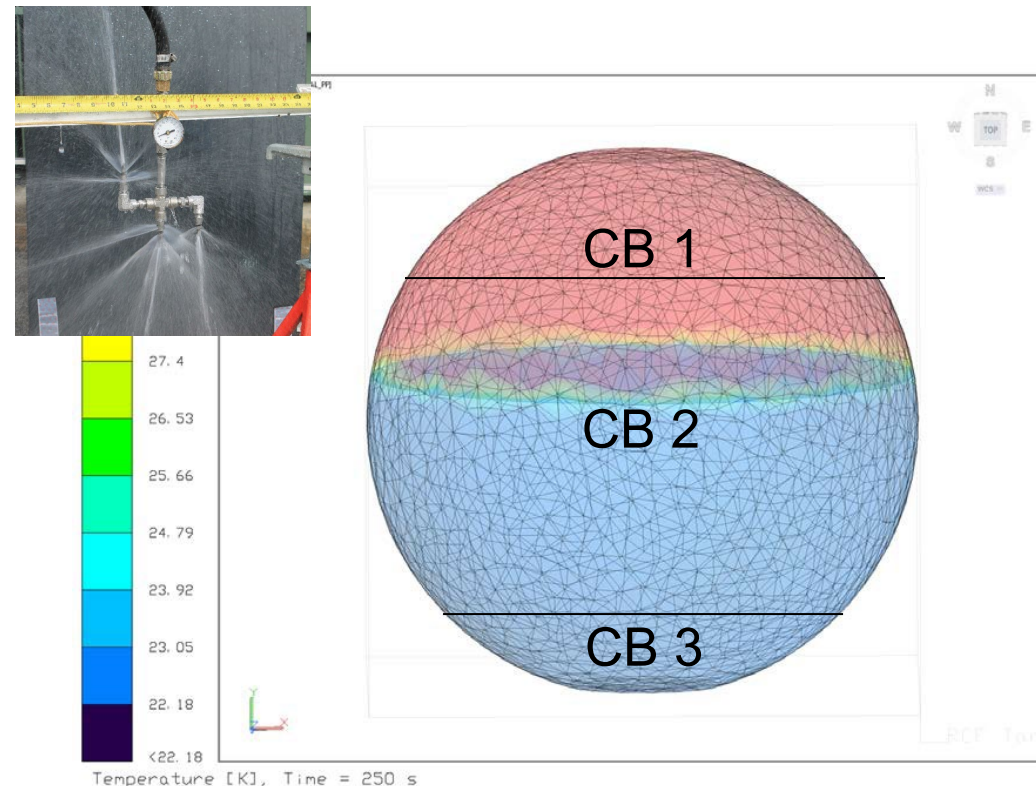 N
W
TOP
E
S
WCS
CB 1
27.4
CB 2
26.53
25.66
24.79
23.92
CB 3
23.05
22.18
Y
X
<22.18
Temperature [K], Time = 250 s